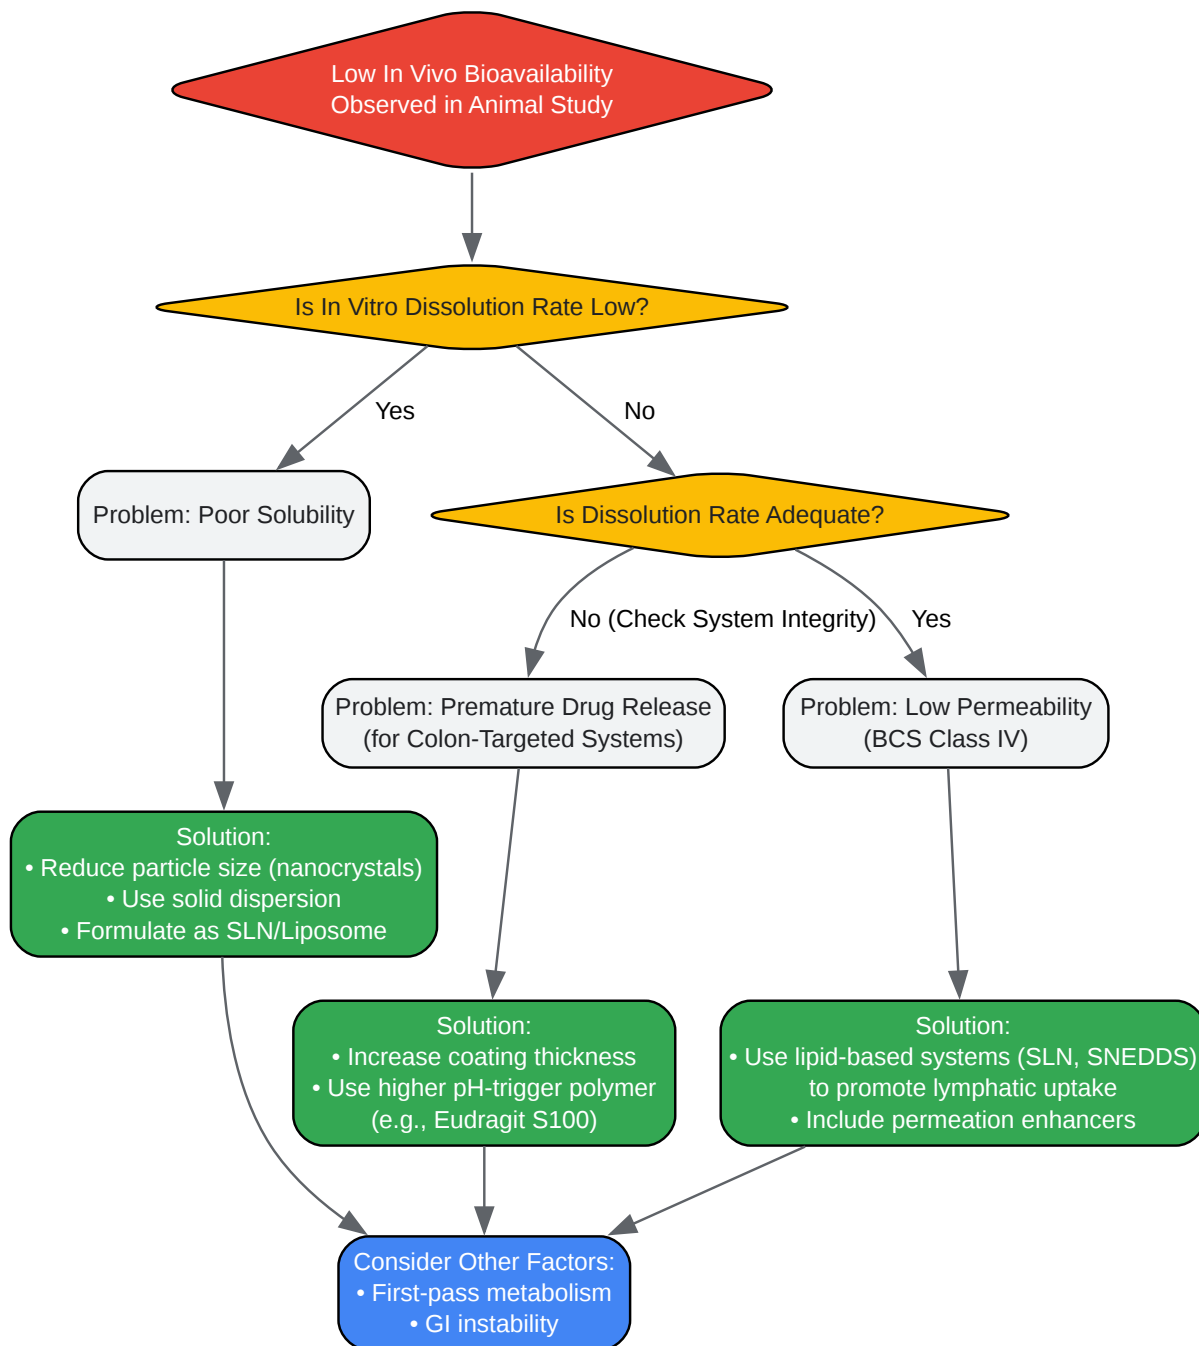 Low In Vivo Bioavailability
Observed in Animal Study
Is In Vitro Dissolution Rate Low?
Yes
No
Problem: Poor Solubility
Is Dissolution Rate Adequate?
No (Check System Integrity)
Yes
Problem: Premature Drug Release
(for Colon-Targeted Systems)
Problem: Low Permeability
(BCS Class IV)
Solution:
• Reduce particle size (nanocrystals)
• Use solid dispersion
• Formulate as SLN/Liposome
Solution:
• Increase coating thickness
• Use higher pH-trigger polymer
(e.g., Eudragit S100)
Solution:
• Use lipid-based systems (SLN, SNEDDS)
to promote lymphatic uptake
• Include permeation enhancers
Consider Other Factors:
• First-pass metabolism
• GI instability